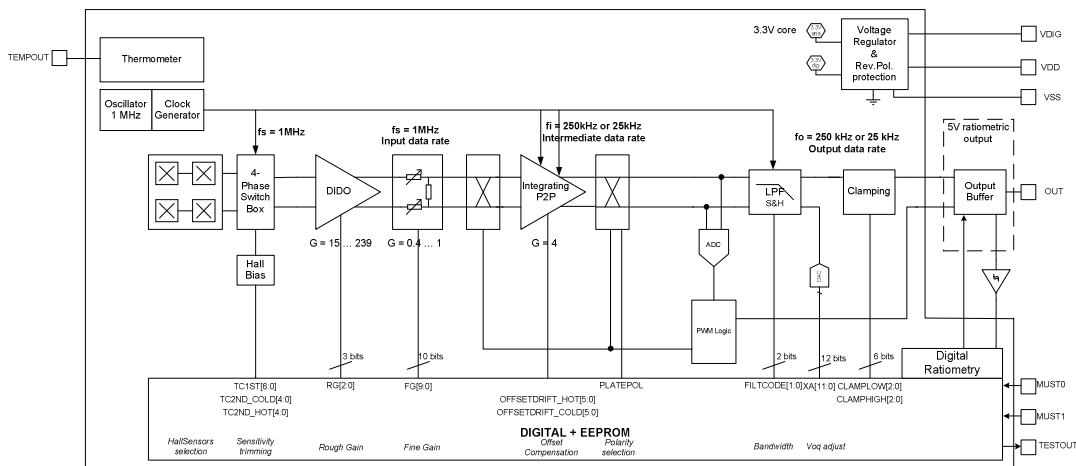 TEMPOUT
Thermometer
Oscillator
1 MHz
Clock
Generator
3.3V core
3.3V
ana
3.3V
dig
Voltage
Regulator
&
Rev.Pol.
protection
VDIG
VDD
VSS
fs = 1MHz
fs = 1MHz
Input data rate
fi = 250kHz or 25kHz
Intermediate data rate
fo = 250 kHz or 25 kHz
Output data rate
5V ratiometric
output
4-
Phase
Switch
Box
DIDO
Integrating
P2P
LPF
S&H
Clamping
Output
Buffer
OUT
G = 15 ... 239
G = 0.4 ... 1
G = 4
Hall
Bias
ADC
DAC
PWM Logic
3 bits
10 bits
2 bits
12 bits
6 bits
Digital
Ratiometry
TC1ST[6:0]
TC2ND_COLD[4:0]
TC2ND_HOT[4:0]
RG[2:0]
FG[9:0]
OFFSETDRIFT_HOT[5:0]
OFFSETDRIFT_COLD[5:0]
PLATEPOL
FILTCODE[1:0]
XA[11:0]
CLAMPLOW[2:0]
CLAMPHIGH[2:0]
MUST0
MUST1
TESTOUT
DIGITAL + EEPROM
HallSensors
selection
Sensitivity
trimming
Rough Gain
Fine Gain
Offset
Compensation
Polarity
selection
Bandwidth
Voq adjust